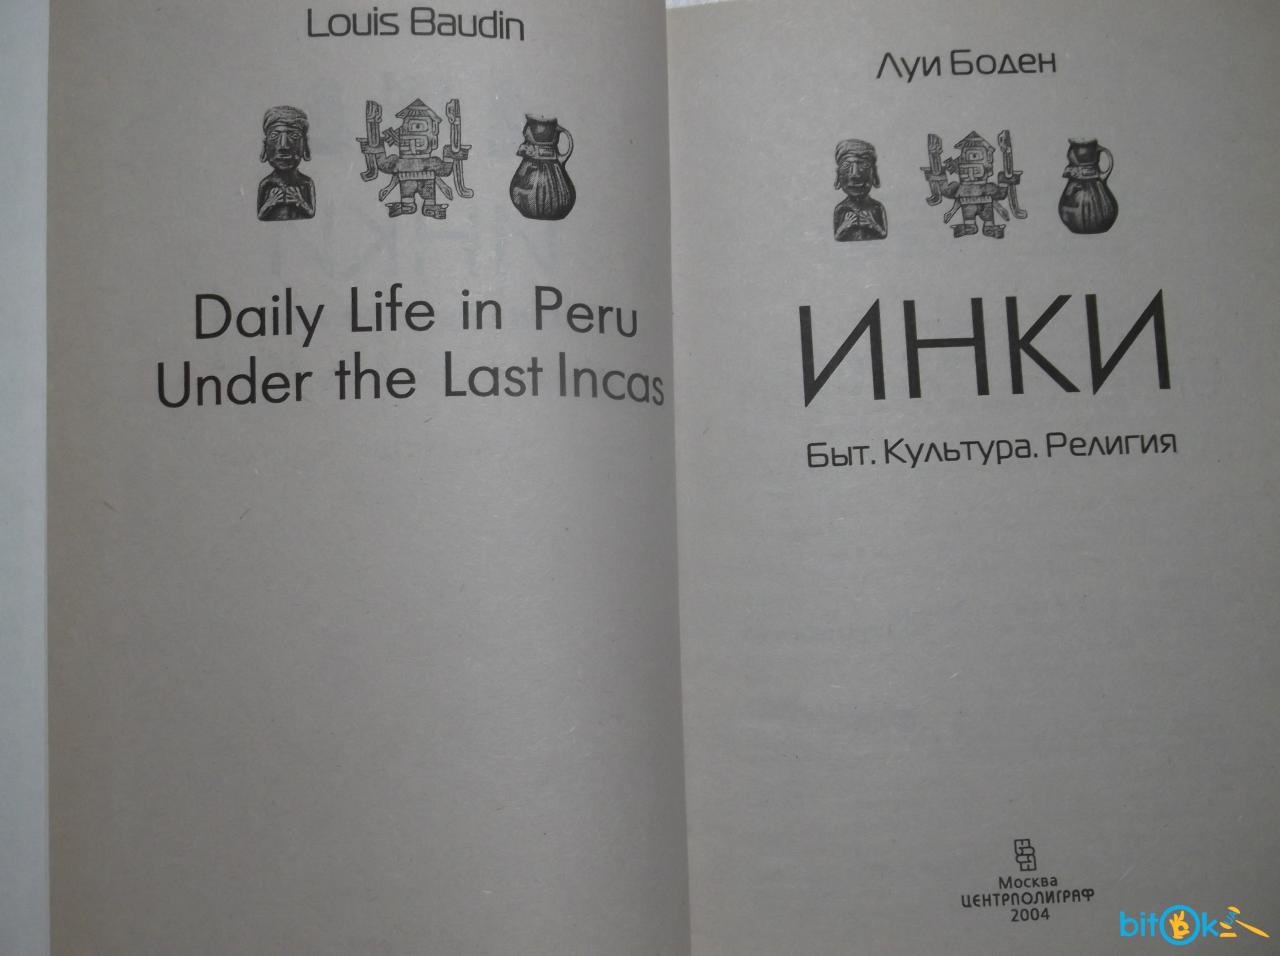 Louis Baudin
Daily Life in Peru
Under the Last Incas
Луи Боден
ИНКИ
Быт. Культура. Религия
Москва
ЦЕНТРПОЛИГРАФ
2004
bitOk